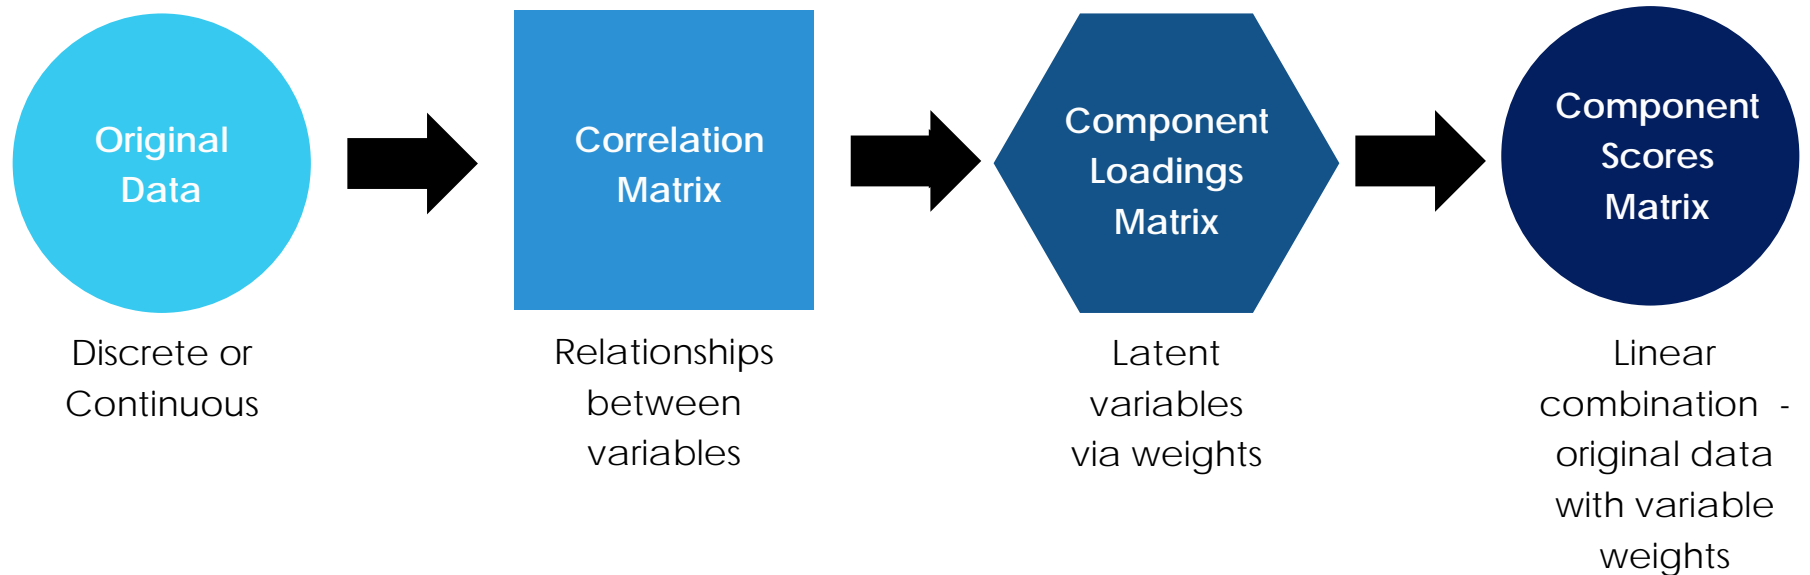 Original
Data
Correlation
Matrix
Component
Loadings
Matrix
Component
Scores
Matrix
Discrete or
Continuous
Relationships
between
variables
Latent
variables
via weights
Linear
combination -
original data
with variable
weights